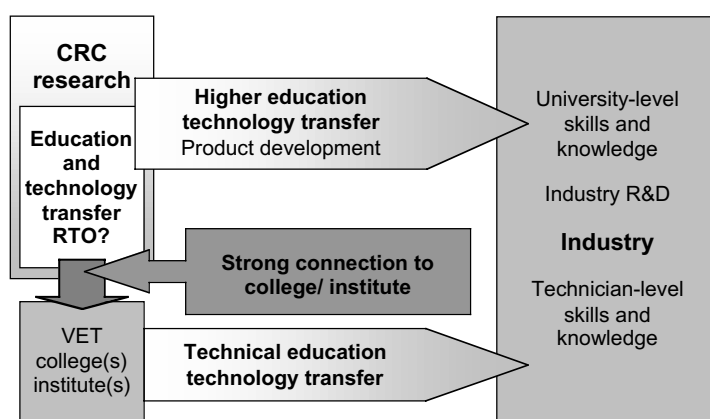 CRC
research
Education
and
technology
transfer
RTO?
Higher education
technology transfer
Product development
Strong connection to
college/ institute
VET
college(s)
institute(s)
Technical education
technology transfer
University-level
skills and
knowledge
Industry R&D
Industry
Technician-level
skills and
knowledge